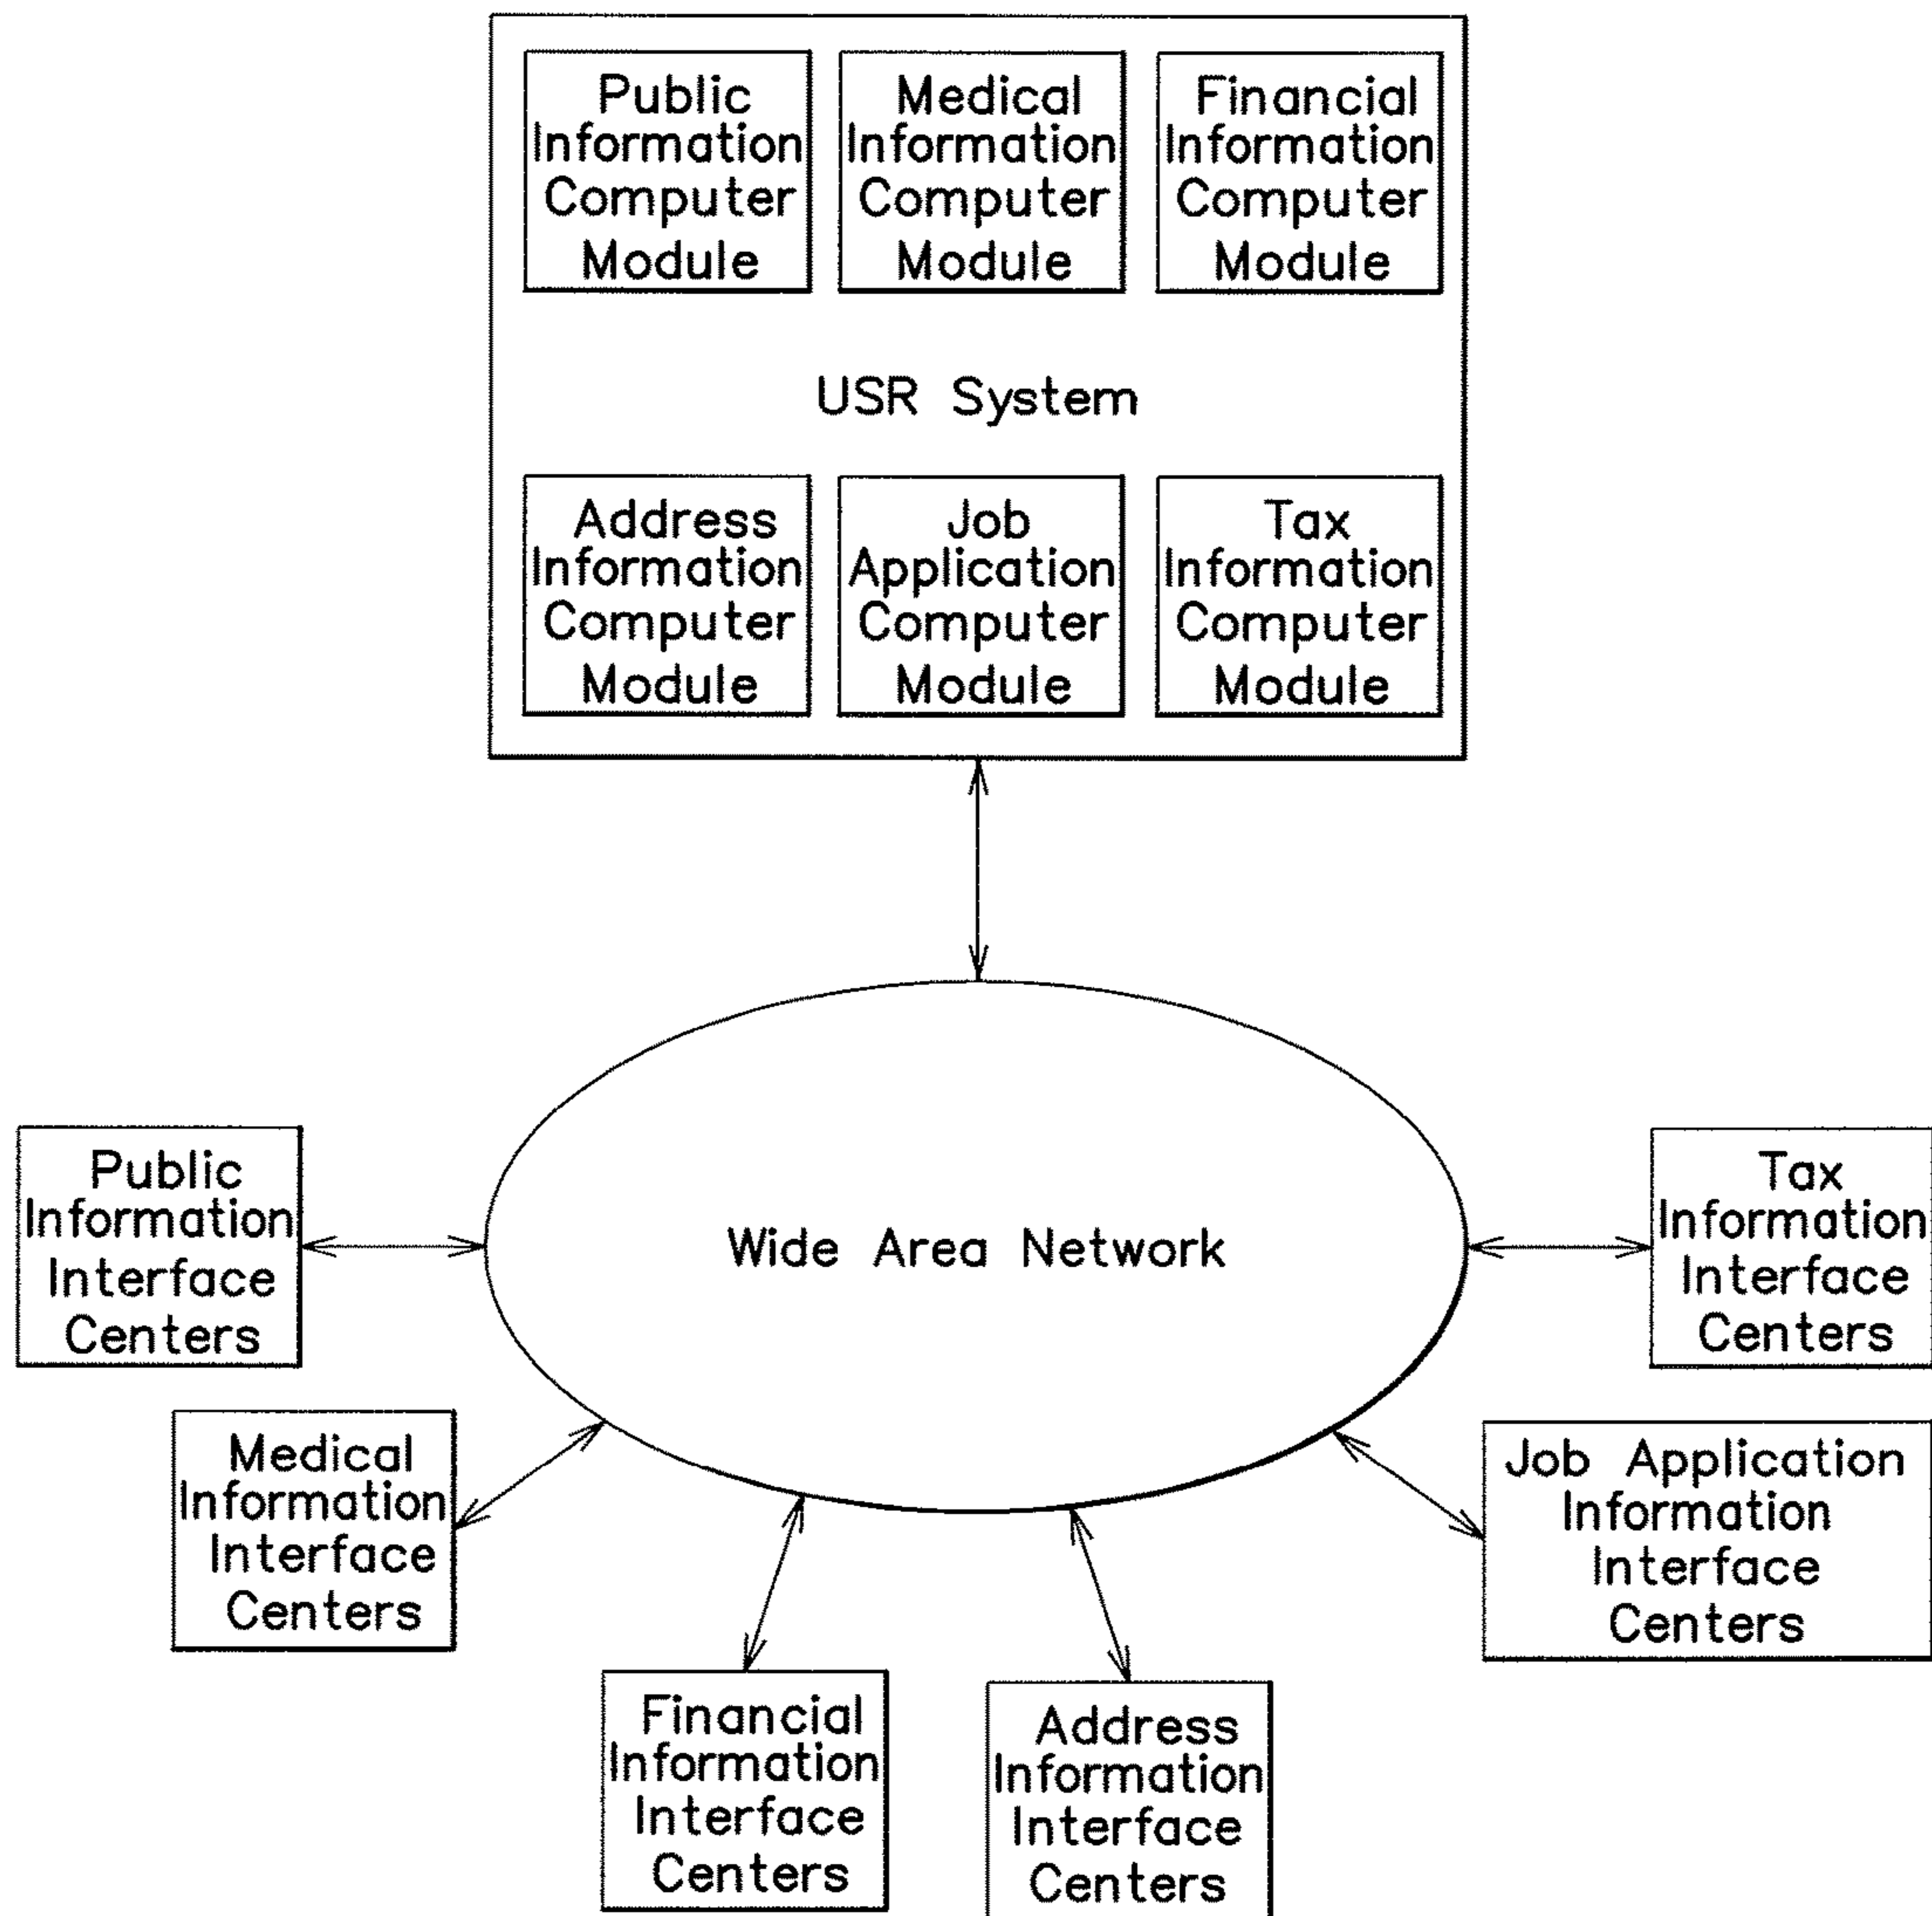 Public
Information
Computer
Module
Medical
Information
Computer
Module
Financial
Information
Computer
Module
USR System
Address
Information
Computer
Module
Job
Application
Computer
Module
Tax
Information
Computer
Module
Wide Area Network
Public
Information
Interface
Centers
Tax
Information
Interface
Centers
Medical
Information
Interface
Centers
Job Application
Information
Interface
Centers
Financial
Information
Interface
Centers
Address
Information
Interface
Centers